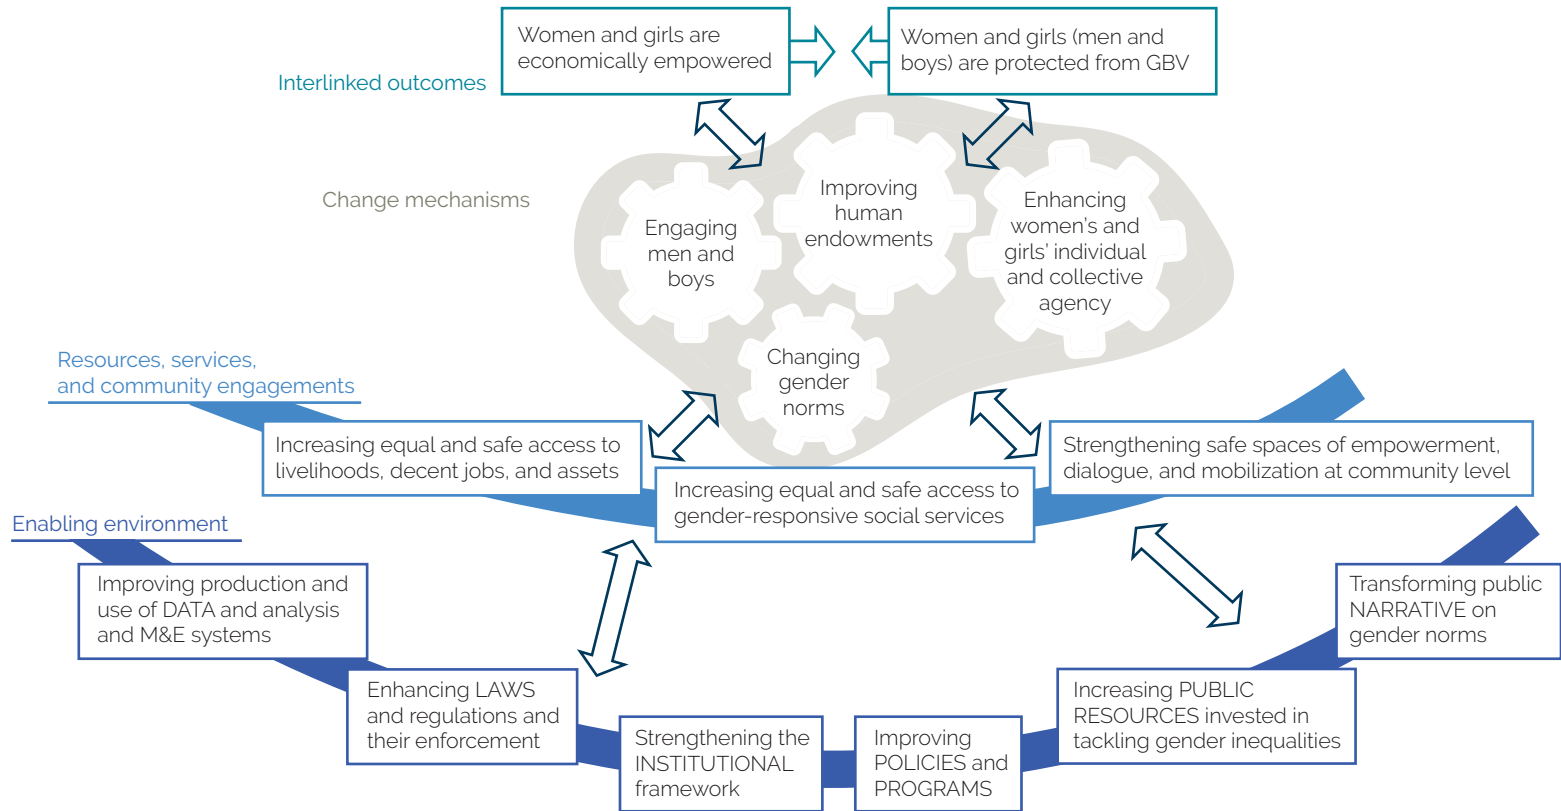 Women and girls are
economically empowered
Women and girls (men and
boys) are protected from GBV
Interlinked outcomes
Change mechanisms
Engaging
men and
boys
Improving
human
endowments
Enhancing
women's and
girls' individual
and collective
agency
Changing
gender
norms
Resources, services,
and community engagements
Increasing equal and safe access to
livelihoods, decent jobs, and assets
Increasing equal and safe access to
gender-responsive social services
Strengthening safe spaces of empowerment,
dialogue, and mobilization at community level
Enabling environment
Improving production and
use of DATA and analysis
and M&E systems
Enhancing LAWS
and regulations and
their enforcement
Strengthening the
INSTITUTIONAL
framework
Improving
POLICIES and
PROGRAMS
Increasing PUBLIC
RESOURCES invested in
tackling gender inequalities
Transforming public
NARRATIVE on
gender norms